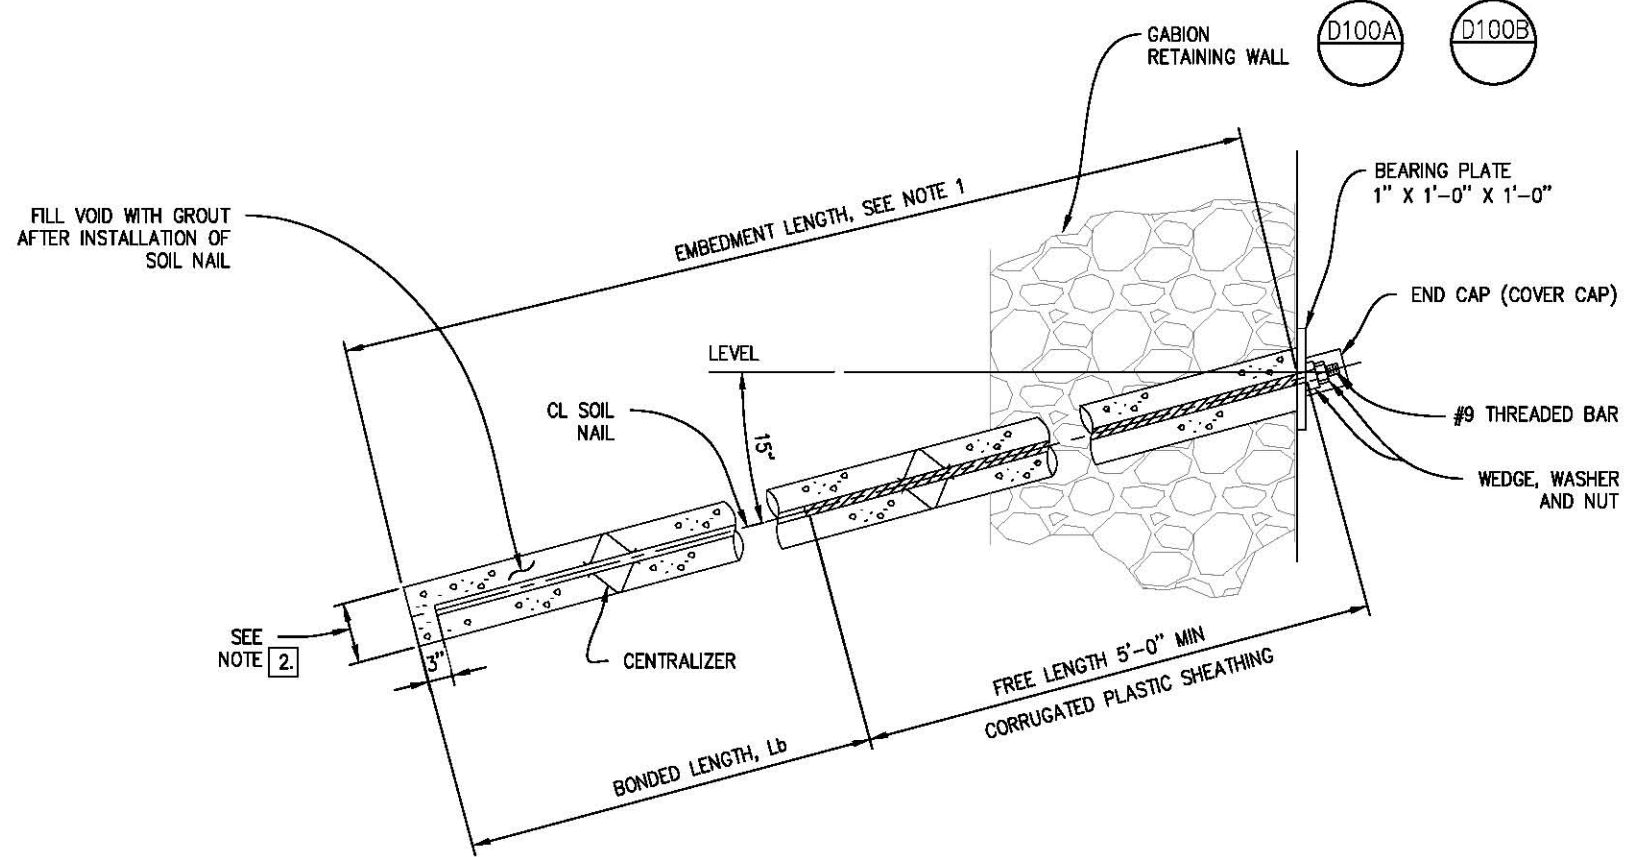 GABION
RETAINING WALL
D100A
D100B
BEARING PLATE
1" X 1'-0" X 1'-0"
EMBEDMENT LENGTH, SEE NOTE 1
FILL VOID WITH GROUT
AFTER INSTALLATION OF
SOIL NAIL
END CAP (COVER CAP)
LEVEL
CL SOIL
NAIL
15°
#9 THREADED BAR
WEDGE, WASHER
AND NUT
SEE
NOTE 2.
3"
CENTRALIZER
FREE LENGTH 5'-0" MIN
CORRUGATED PLASTIC SHEATHING
BONDED LENGTH, Lb